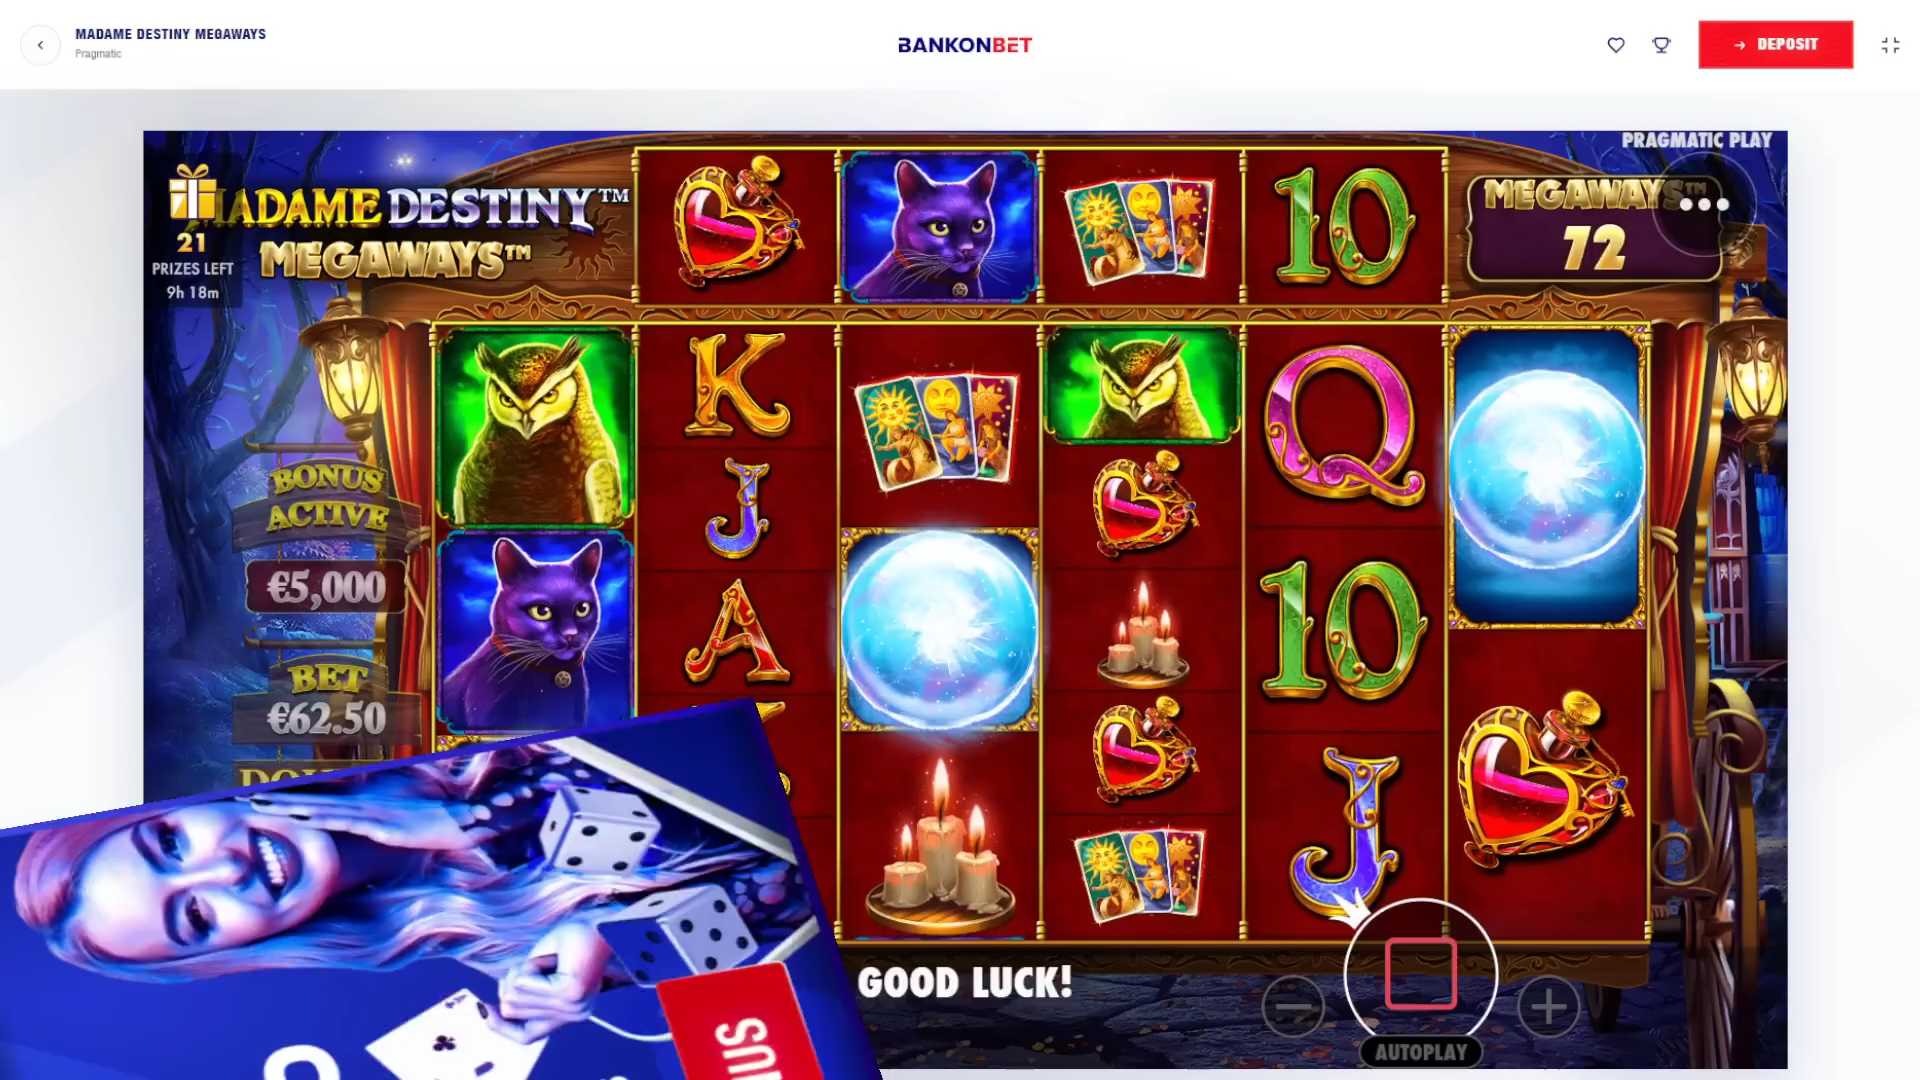 MADAME DESTINY MEGAWAYS
Pragmatic
BANKONBET
→ DEPOSIT
PRAGMATIC PLAY
MADAME DESTINY™
MEGAWAYS™
21
PRIZES LEFT
9h 18m
MEGAWAYS™
72
10
K
J
A
Q
10
J
BONUS
ACTIVE
€5,000
BET
€62.50
GOOD LUCK!
AUTOPLAY
A